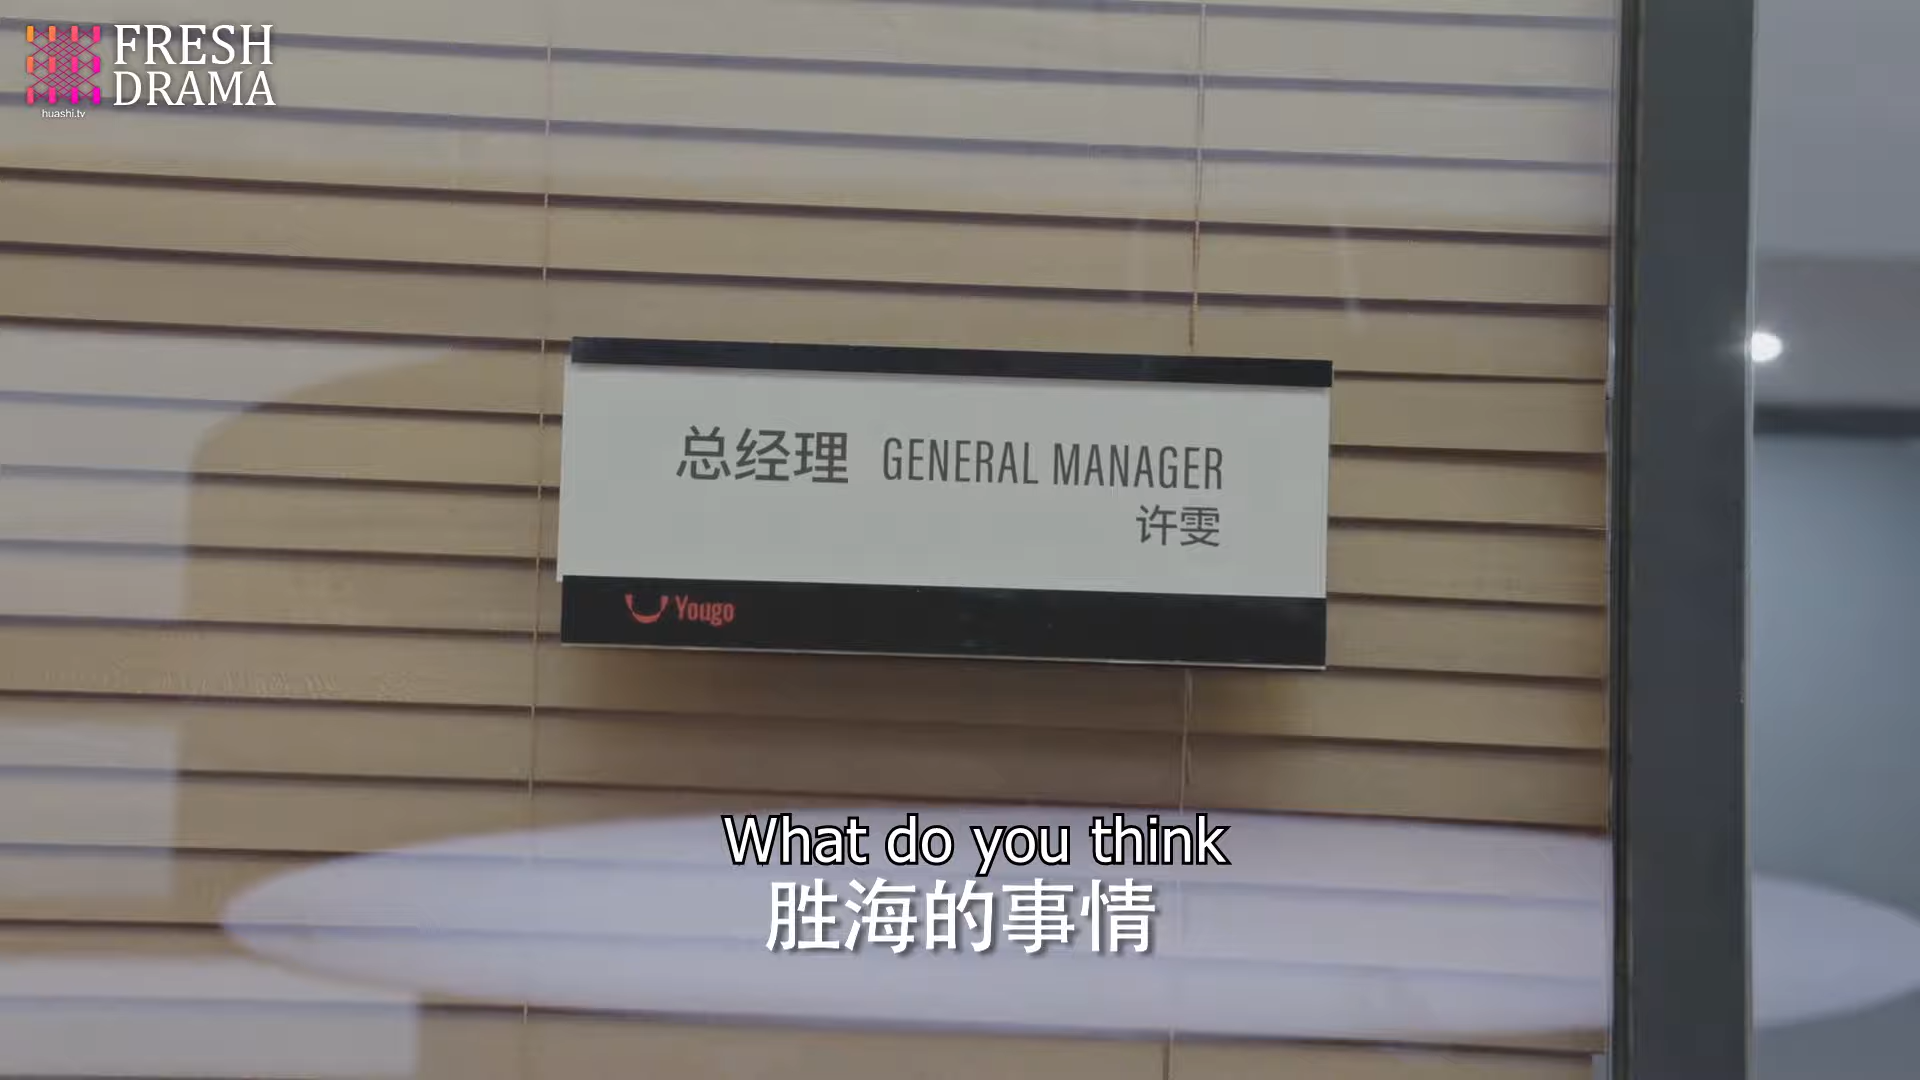 FRESH
DRAMA
huashi.tv
总经理 GENERAL MANAGER
许雯
Yougo
What do you think
胜海的事情